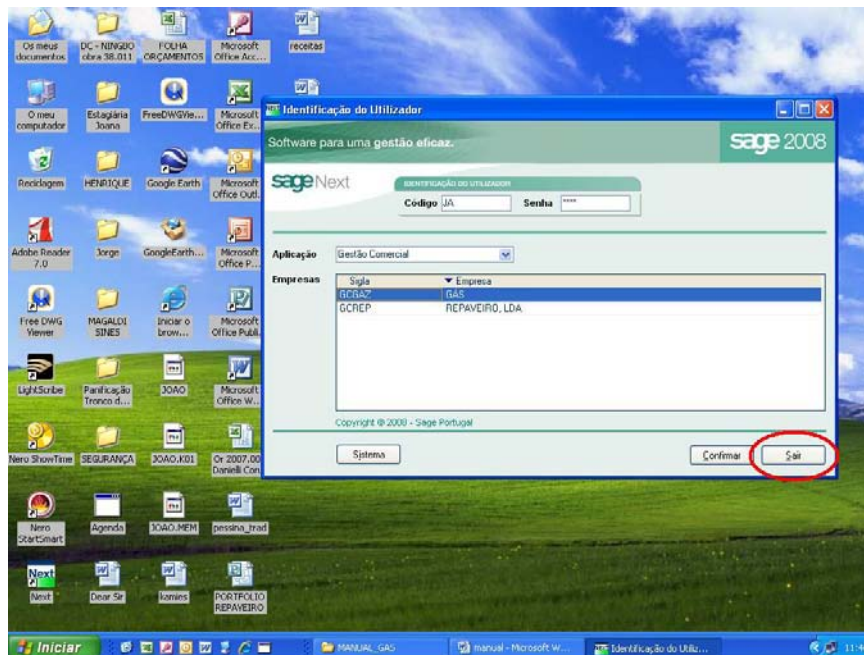 Os meus documentos
DC - NINGBO obra 38.011
FOLHA ORÇAMENTOS
Microsoft Office Acc...
receitas
O meu computador
Estagiária Joana
FreeDWGVie...
Microsoft Office Ex...
Reciclagem
HENRIQUE
Google Earth
Microsoft Office Outl...
Adobe Reader 7.0
Jorge
GoogleEarth...
Microsoft Office P...
Free DWG Viewer
MAGALDI SINES
Iniciar o brow...
Microsoft Office Publi...
LightScribe
Panificação Tronco d...
JOAO
Microsoft Office W...
Nero ShowTime
SEGURANÇA
JOAO.K01
Or 2007.00
Danielli Con
Nero StartSmart
Agenda
JOAO.MEM
pessina_trad
Next
Next
Dear Sir
kamies
PORTFOLIO REPAVEIRO
Identificação do Utilizador
Software para uma gestão eficaz.
sage 2008
sage Next
IDENTIFICAÇÃO DO UTILIZADOR
Código JA Senha ****
Aplicação Gestão Comercial
Empresas
Sigla Empresa
GCGAZ GÁS
GCREP REPAVEIRO, LDA
Copyright © 2008 - Sage Portugal
Sistema Confirmar Sair
Iniciar MANUAL_GAS manual - Microsoft W... Identificação do Utiliz... 11:4